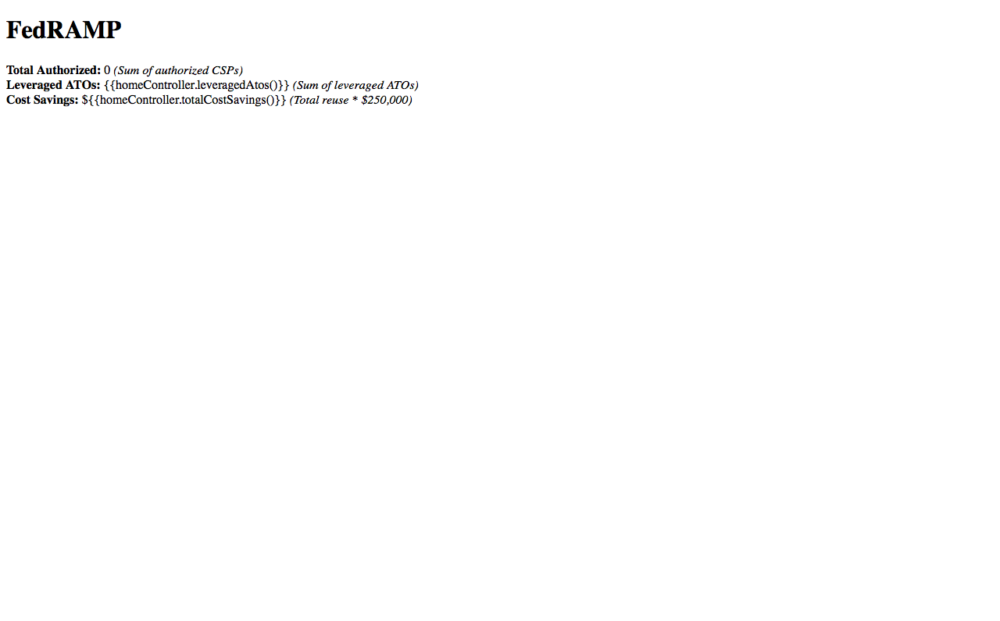 FedRAMP
Total Authorized: 0 (Sum of authorized CSPs)
Leveraged ATOs: {{homeController.leveragedAtos()}} (Sum of leveraged ATOs)
Cost Savings: ${{homeController.totalCostSavings()}} (Total reuse * $250,000)